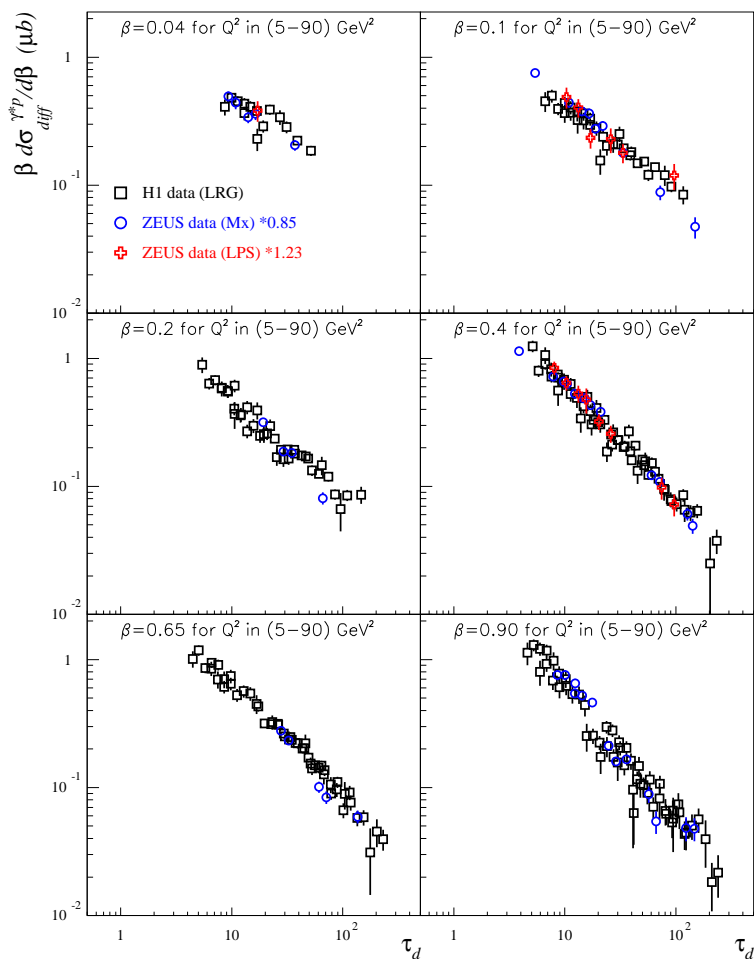 β dσ^γ*p_diff/dβ (μb)
β=0.04 for Q² in (5−90) GeV²
β=0.1 for Q² in (5−90) GeV²
1
10⁻¹
10⁻²
H1 data (LRG)
ZEUS data (Mx) *0.85
ZEUS data (LPS) *1.23
β=0.2 for Q² in (5−90) GeV²
β=0.4 for Q² in (5−90) GeV²
1
10⁻¹
10⁻²
β=0.65 for Q² in (5−90) GeV²
β=0.90 for Q² in (5−90) GeV²
1
10⁻¹
10⁻²
1 10 10² τd
1 10 10² τd